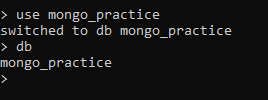 > use mongo_practice
switched to db mongo_practice
> db
mongo_practice
>